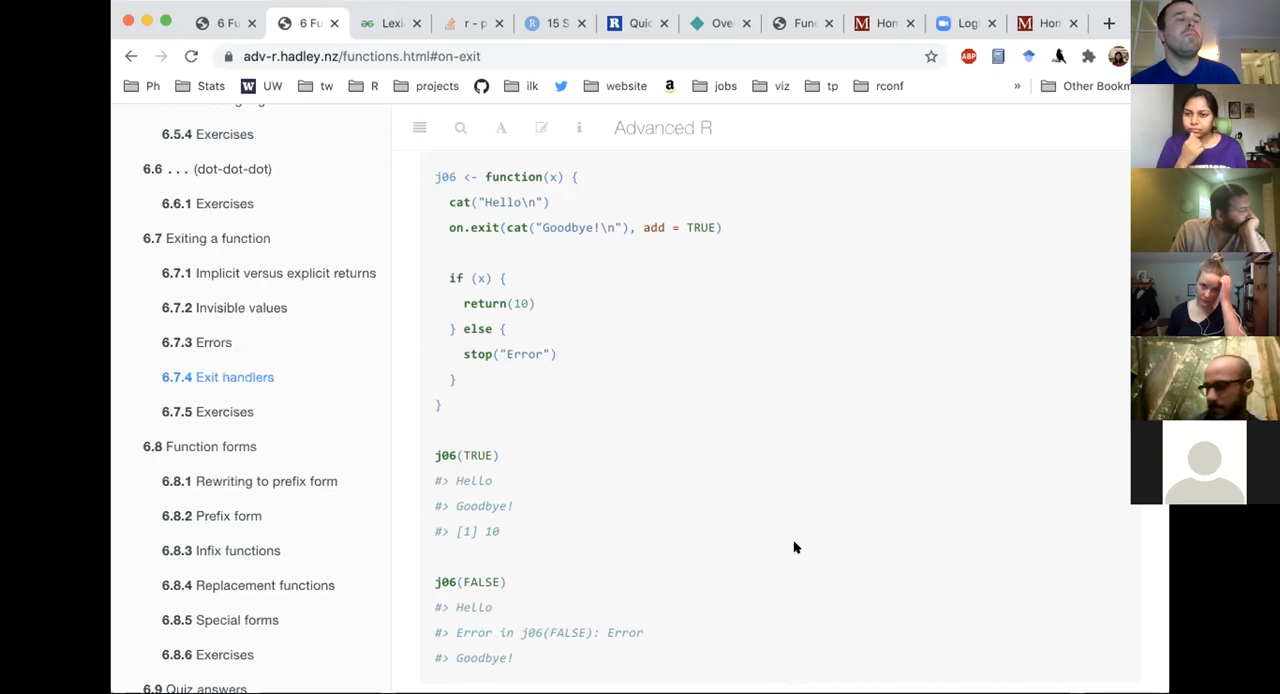 6 Fu
6 Fu
Lexi
r - p
15 S
Quic
Ove
Func
Hom
Logi
Hom
adv-r.hadley.nz/functions.html#on-exit
ABP
Ph
Stats
W UW
tw
R
projects
ilk
website
a
jobs
viz
tp
rconf
»
Other Bookm
6.5.4 Exercises
6.6 ... (dot-dot-dot)
6.6.1 Exercises
6.7 Exiting a function
6.7.1 Implicit versus explicit returns
6.7.2 Invisible values
6.7.3 Errors
6.7.4 Exit handlers
6.7.5 Exercises
6.8 Function forms
6.8.1 Rewriting to prefix form
6.8.2 Prefix form
6.8.3 Infix functions
6.8.4 Replacement functions
6.8.5 Special forms
6.8.6 Exercises
6.9 Quiz answers
A
i
Advanced R
j06 <- function(x) {
cat("Hello\n")
on.exit(cat("Goodbye!\n"), add = TRUE)
if (x) {
return(10)
} else {
stop("Error")
}
}
j06(TRUE)
#> Hello
#> Goodbye!
#> [1] 10
j06(FALSE)
#> Hello
#> Error in j06(FALSE): Error
#> Goodbye!